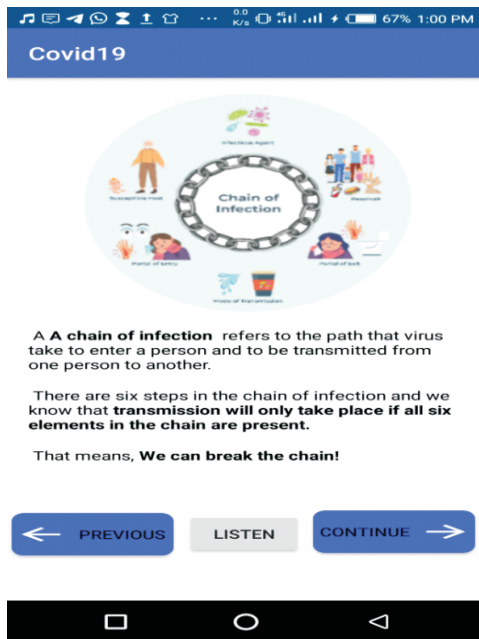 0.0 K/s 4G 67% 1:00 PM
Covid19
Infectious Agent
Susceptible Host
Reservoir
Chain of
Infection
Portal of Entry
Portal of Exit
Mode of Transmission
A A chain of infection refers to the path that virus
take to enter a person and to be transmitted from
one person to another.
There are six steps in the chain of infection and we
know that transmission will only take place if all six
elements in the chain are present.
That means, We can break the chain!
PREVIOUS LISTEN CONTINUE